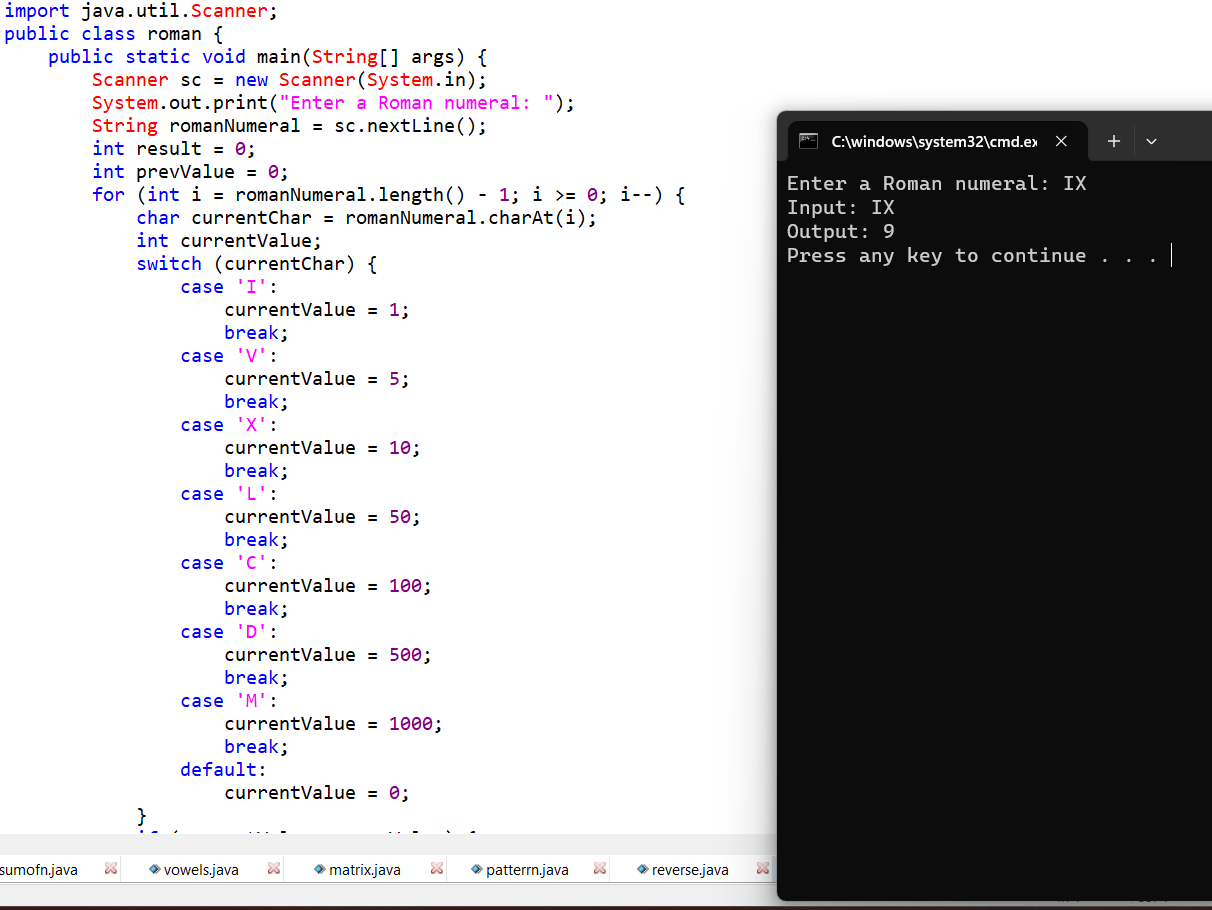 import java.util.Scanner;
public class roman {
    public static void main(String[] args) {
        Scanner sc = new Scanner(System.in);
        System.out.print("Enter a Roman numeral: ");
        String romanNumeral = sc.nextLine();
        int result = 0;
        int prevValue = 0;
        for (int i = romanNumeral.length() - 1; i >= 0; i--) {
            char currentChar = romanNumeral.charAt(i);
            int currentValue;
            switch (currentChar) {
                case 'I':
                    currentValue = 1;
                    break;
                case 'V':
                    currentValue = 5;
                    break;
                case 'X':
                    currentValue = 10;
                    break;
                case 'L':
                    currentValue = 50;
                    break;
                case 'C':
                    currentValue = 100;
                    break;
                case 'D':
                    currentValue = 500;
                    break;
                case 'M':
                    currentValue = 1000;
                    break;
                default:
                    currentValue = 0;
            }
sumofn.java vowels.java matrix.java patterrn.java reverse.java
C:\windows\system32\cmd.ex
Enter a Roman numeral: IX
Input: IX
Output: 9
Press any key to continue . . .